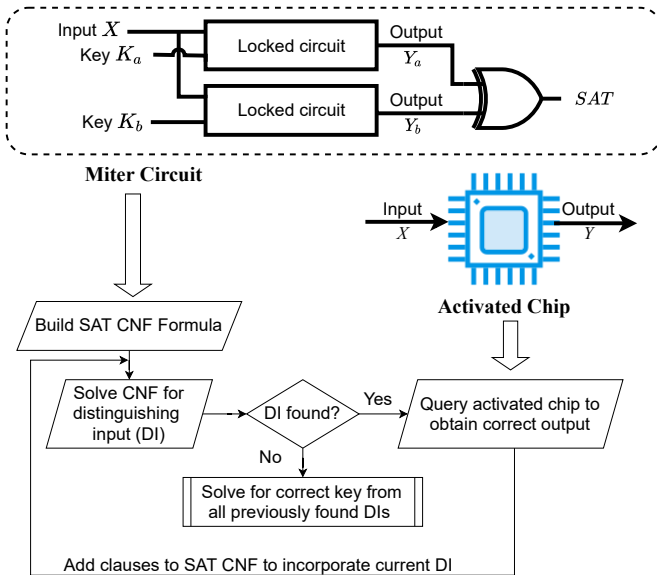 Input X
Key Kₐ
Locked circuit
Output
Yₐ
Key K_b
Locked circuit
Output
Y_b
SAT
Miter Circuit
Input
X
Output
Y
Activated Chip
Build SAT CNF Formula
Solve CNF for
distinguishing
input (DI)
DI found?
Yes
Query activated chip to
obtain correct output
No
Solve for correct key from
all previously found DIs
Add clauses to SAT CNF to incorporate current DI